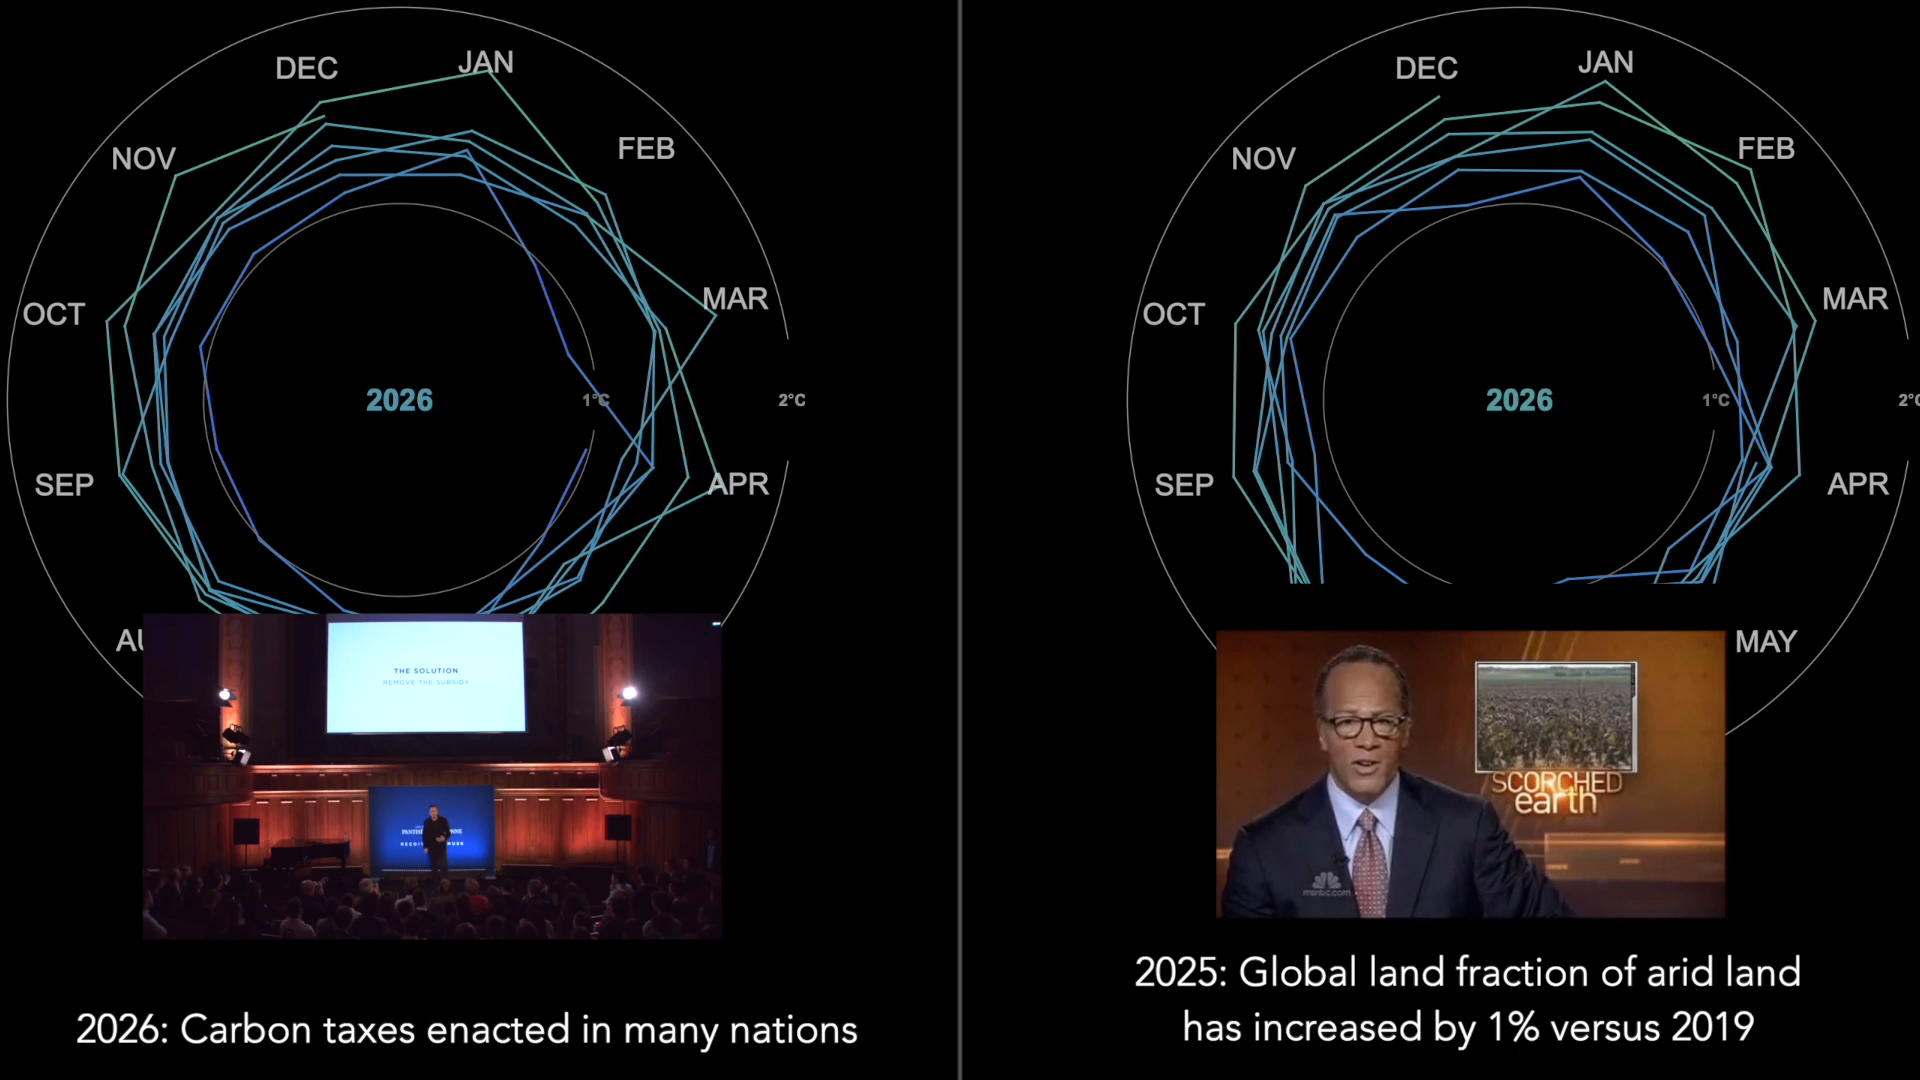 DEC
JAN
NOV
FEB
OCT
MAR
2026
1°C
2°C
SEP
APR
THE SOLUTION
REMOVE THE SUBSIDY
2026: Carbon taxes enacted in many nations
DEC
JAN
NOV
FEB
OCT
MAR
2026
1°C
SEP
APR
MAY
SCORCHED
earth
msnbc.com
2025: Global land fraction of arid land
has increased by 1% versus 2019